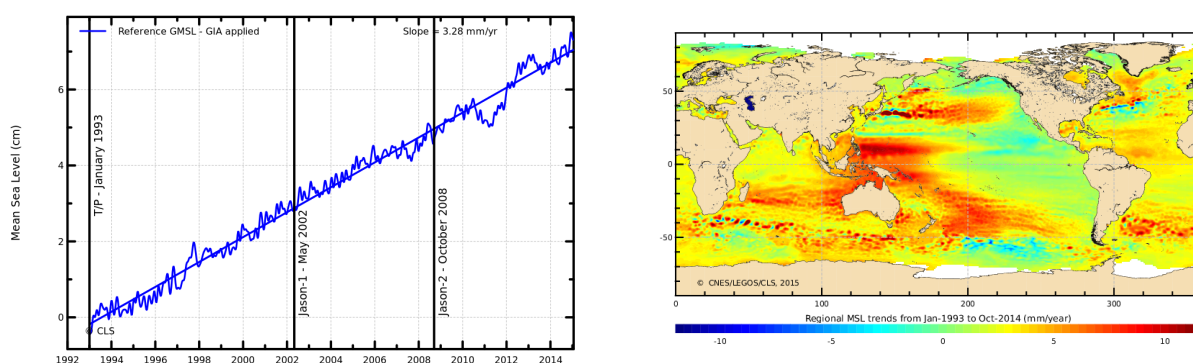 Reference GMSL - GIA applied
Slope = 3.28 mm/yr
Mean Sea Level (cm)
6
4
2
0
T/P - January 1993
Jason-1 - May 2002
Jason-2 - October 2008
© CLS
1992 1994 1996 1998 2000 2002 2004 2006 2008 2010 2012 2014
50
0
-50
© CNES/LEGOS/CLS, 2015
0 100 200 300
Regional MSL trends from Jan-1993 to Oct-2014 (mm/year)
-10 -5 0 5 10